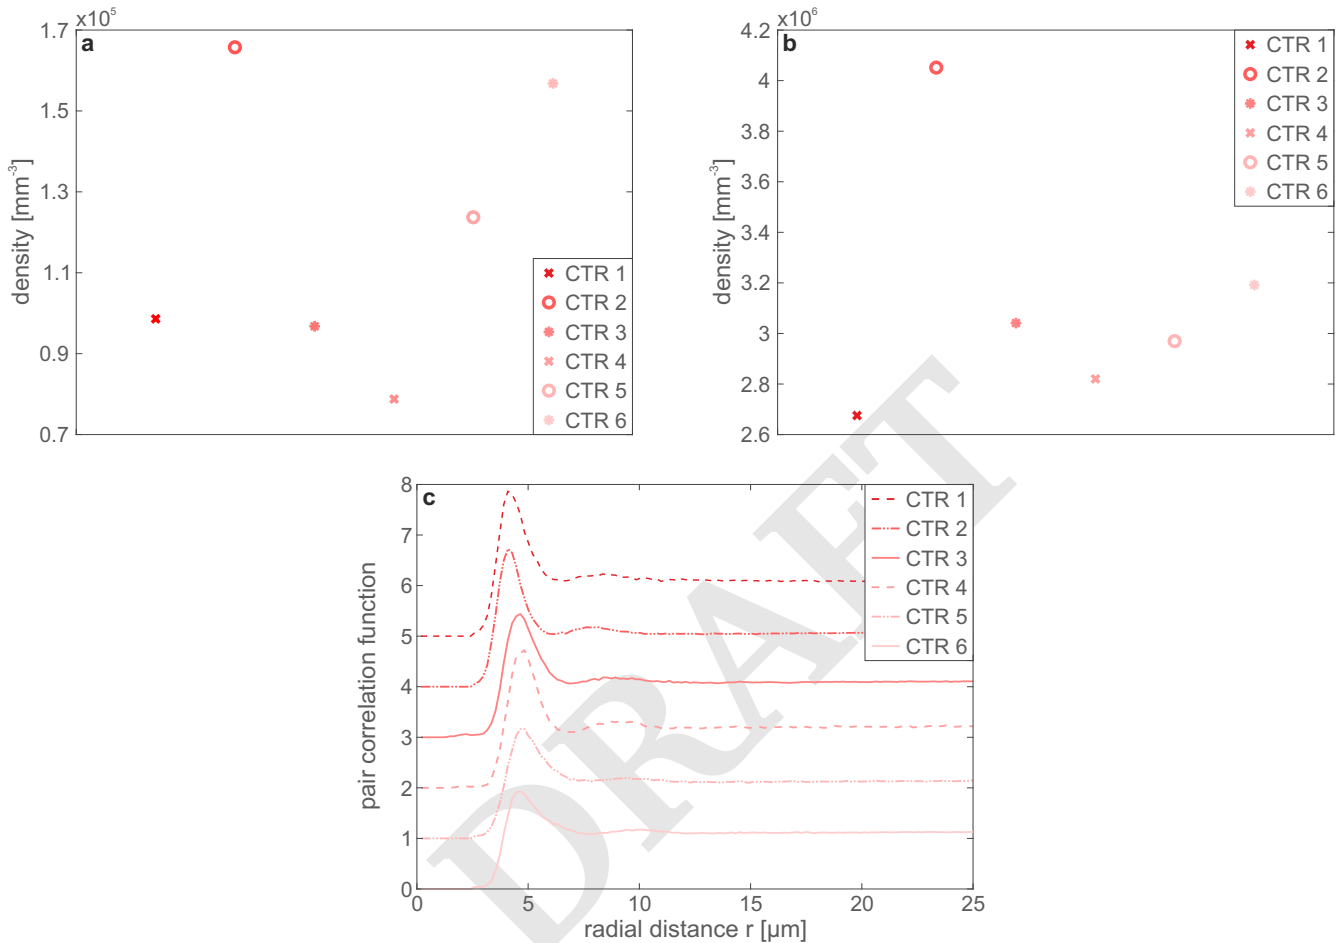 x10⁵
a
1.7
1.5
1.3
1.1
0.9
0.7
density [mm⁻³]
CTR 1
CTR 2
CTR 3
CTR 4
CTR 5
CTR 6
x10⁶
b
4.2
4
3.8
3.6
3.4
3.2
3
2.8
2.6
density [mm⁻³]
CTR 1
CTR 2
CTR 3
CTR 4
CTR 5
CTR 6
c
8
7
6
5
4
3
2
1
0
pair correlation function
CTR 1
CTR 2
CTR 3
CTR 4
CTR 5
CTR 6
0 5 10 15 20 25
radial distance r [µm]
DRAFT